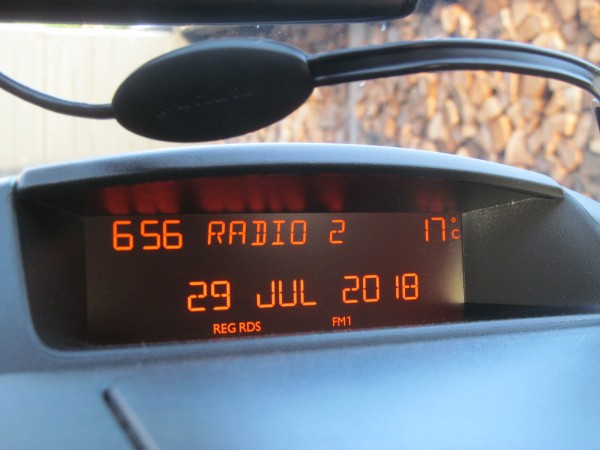 656 RADIO 2 17°C
29 JUL 2018
REG RDS FM1